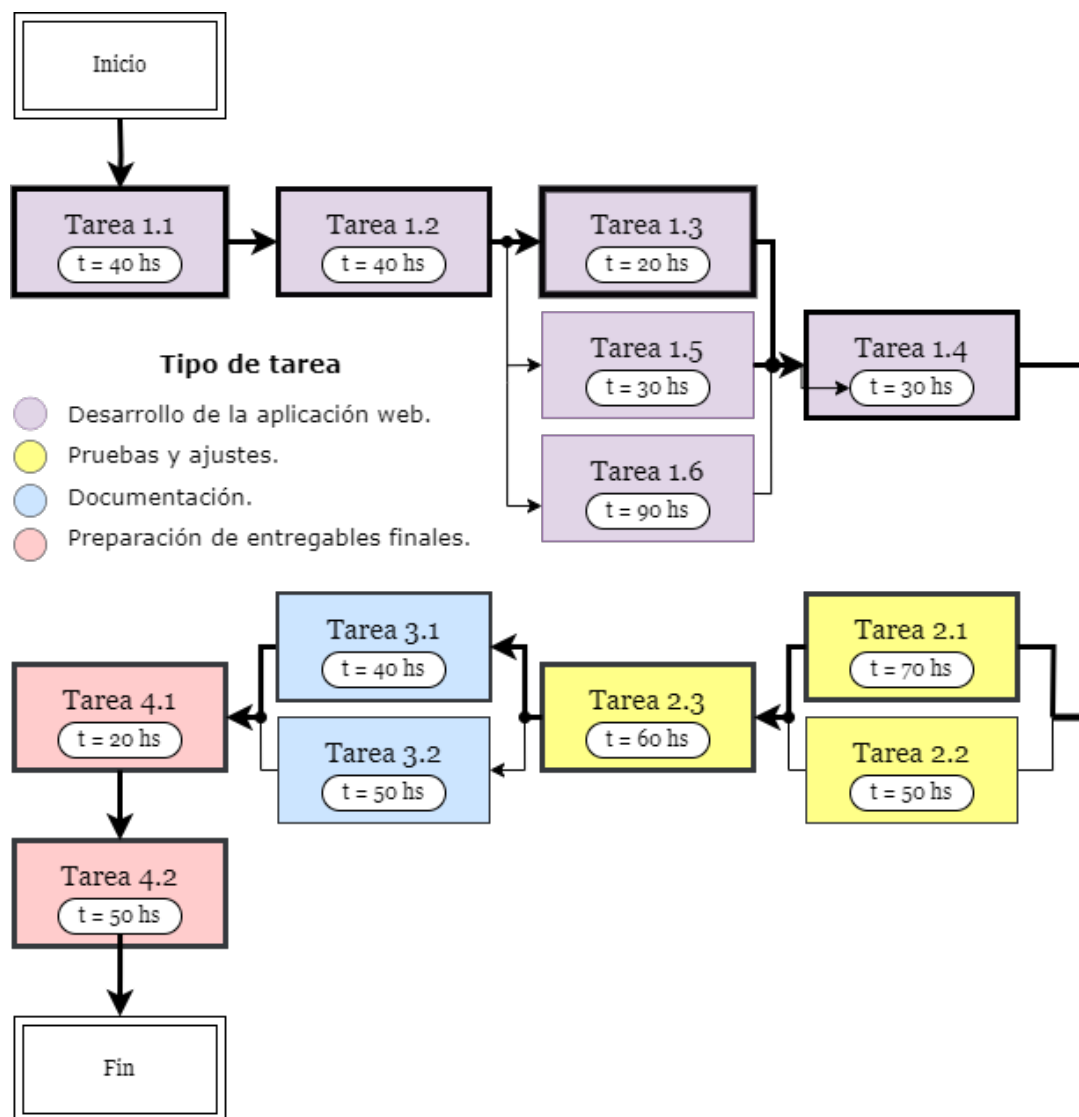 Inicio
Tarea 1.1
t = 40 hs
Tarea 1.2
t = 40 hs
Tarea 1.3
t = 20 hs
Tarea 1.5
t = 30 hs
Tarea 1.4
t = 30 hs
Tarea 1.6
t = 90 hs
Tipo de tarea
Desarrollo de la aplicación web.
Pruebas y ajustes.
Documentación.
Preparación de entregables finales.
Tarea 3.1
t = 40 hs
Tarea 2.1
t = 70 hs
Tarea 4.1
t = 20 hs
Tarea 2.3
t = 60 hs
Tarea 3.2
t = 50 hs
Tarea 2.2
t = 50 hs
Tarea 4.2
t = 50 hs
Fin